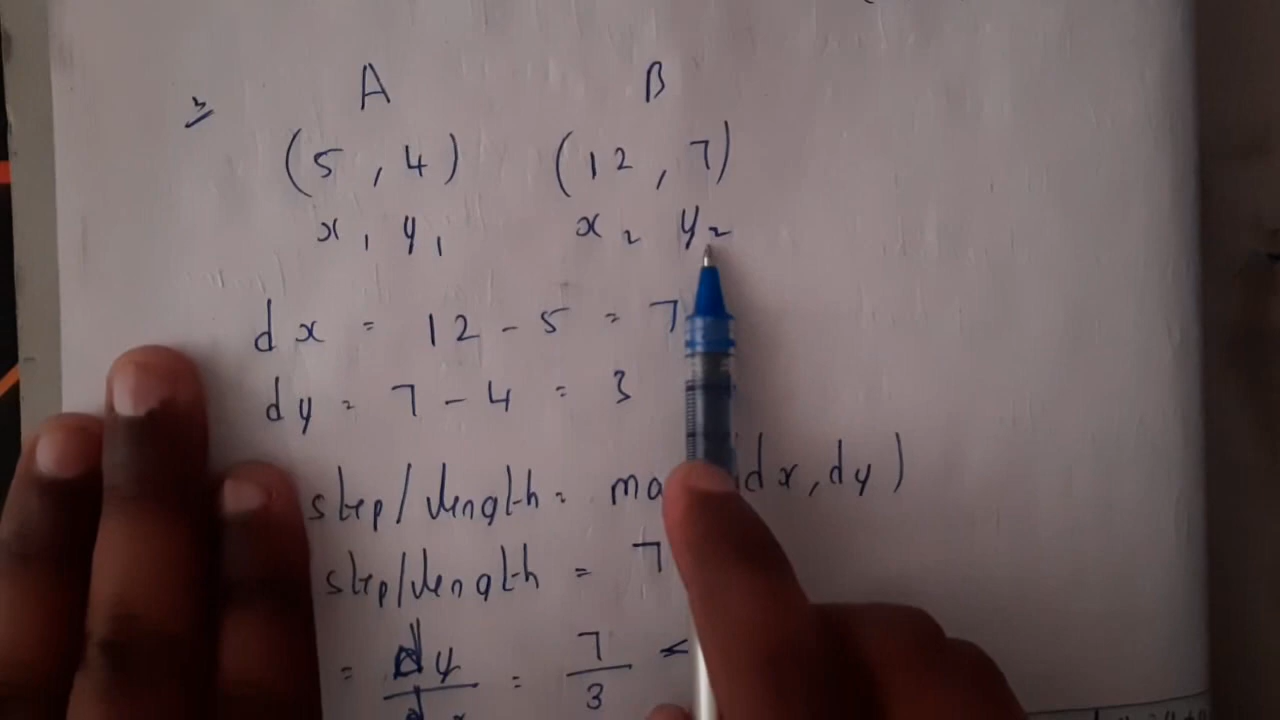 A B
(5, 4) (12, 7)
x1 y1 x2 y2
dx = 12 - 5 = 7
dy = 7 - 4 = 3
step/length = ma dx, dy)
step/length = 7
= dy/dx = 7/3 <